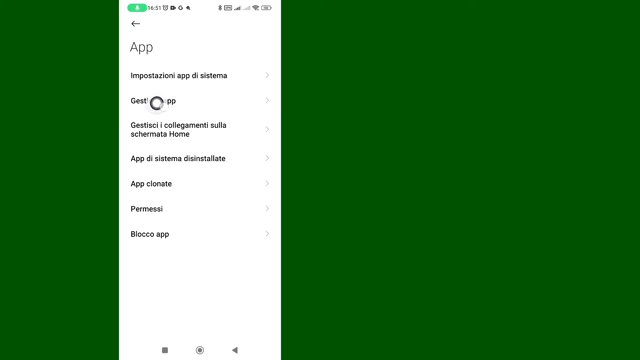 16:51
App
Impostazioni app di sistema
Gestisci i collegamenti sulla
schermata Home
App di sistema disinstallate
App clonate
Permessi
Blocco app